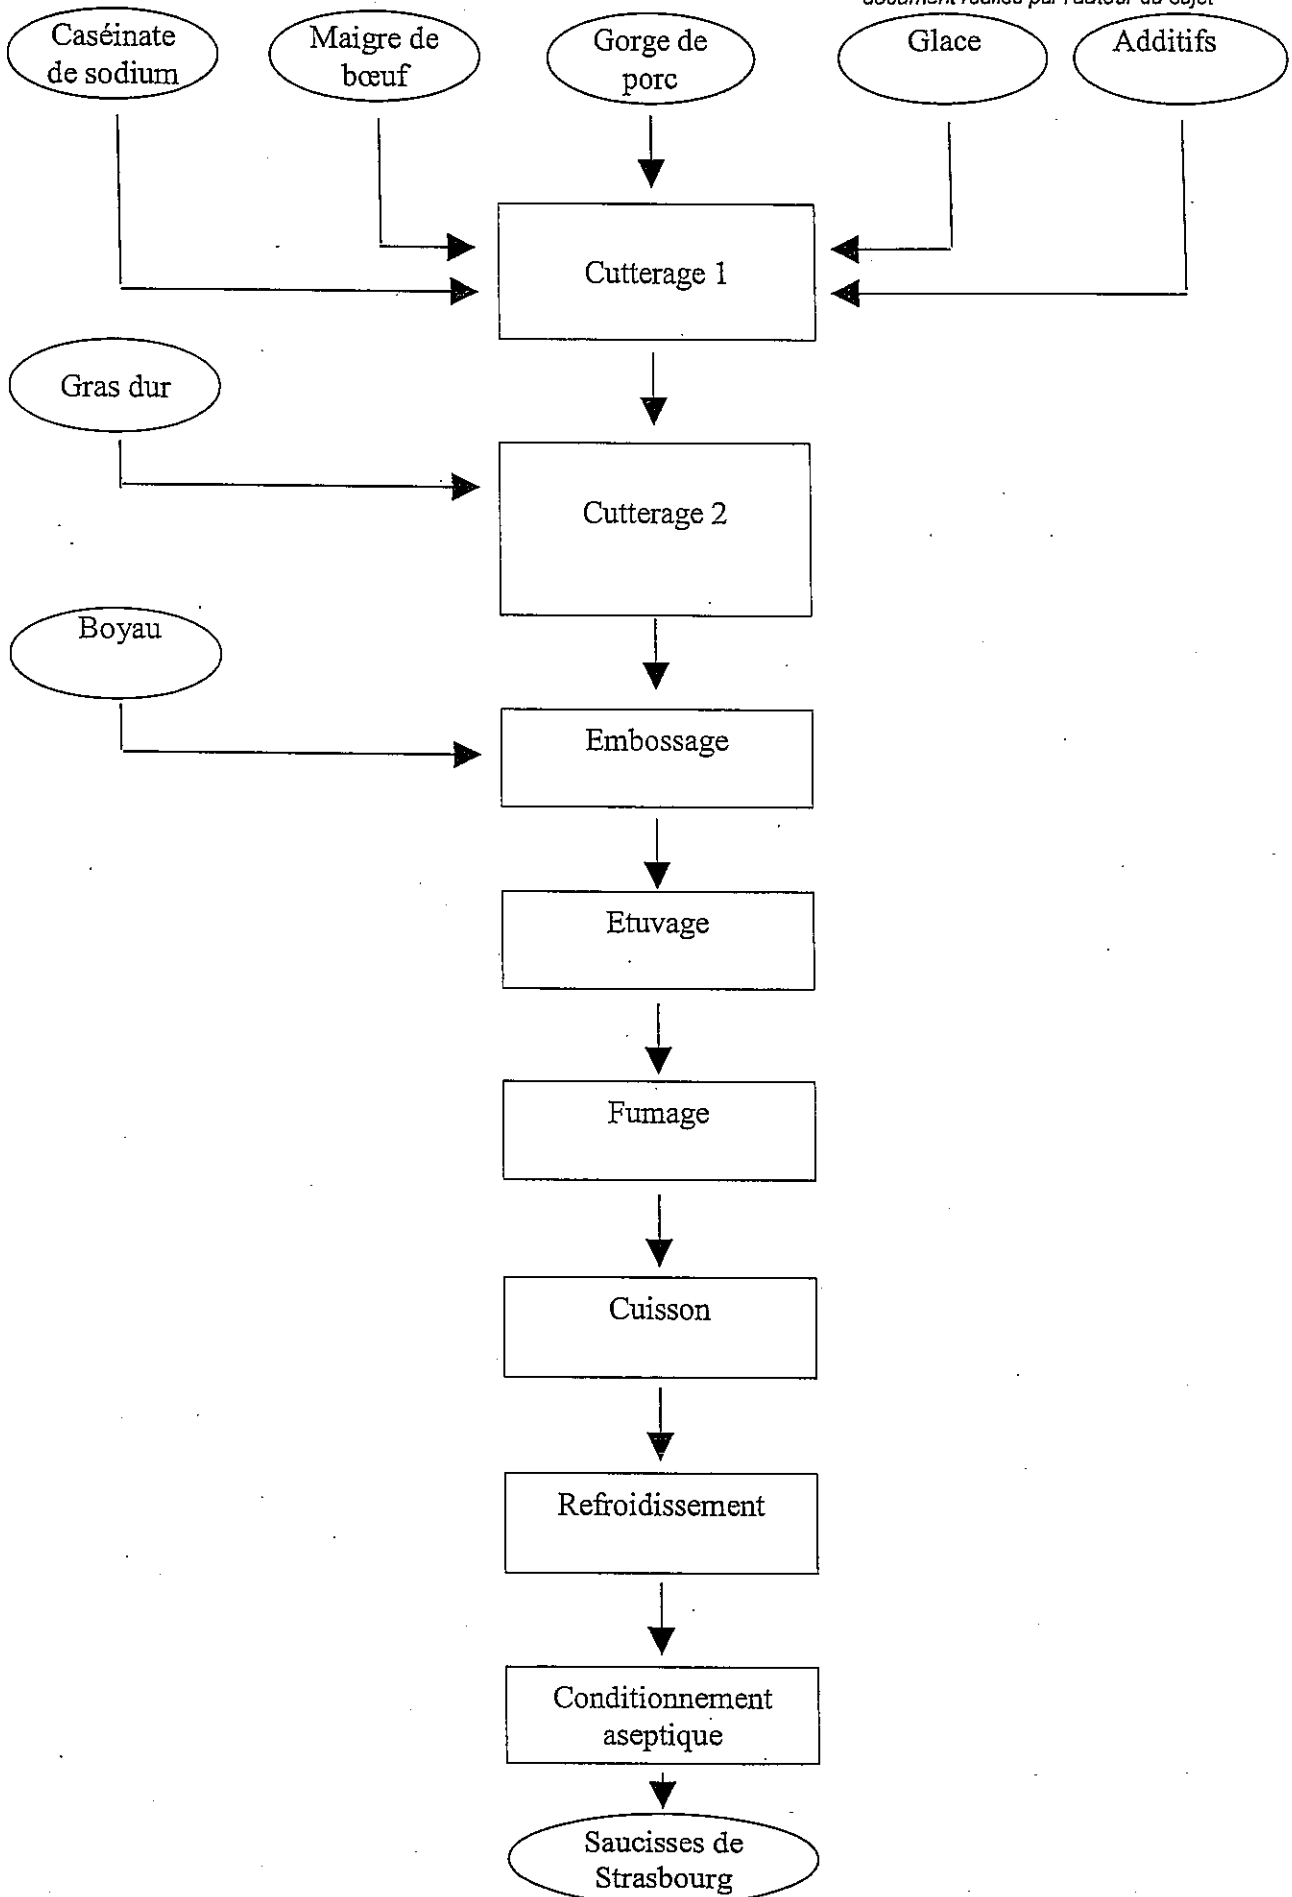 document réalisé par l'auteur du sujet
Caséinate
de sodium
Maigre de
bœuf
Gorge de
porc
Glace
Additifs
Cutterage 1
Gras dur
Cutterage 2
Boyau
Embossage
Etuvage
Fumage
Cuisson
Refroidissement
Conditionnement
aseptique
Saucisses de
Strasbourg